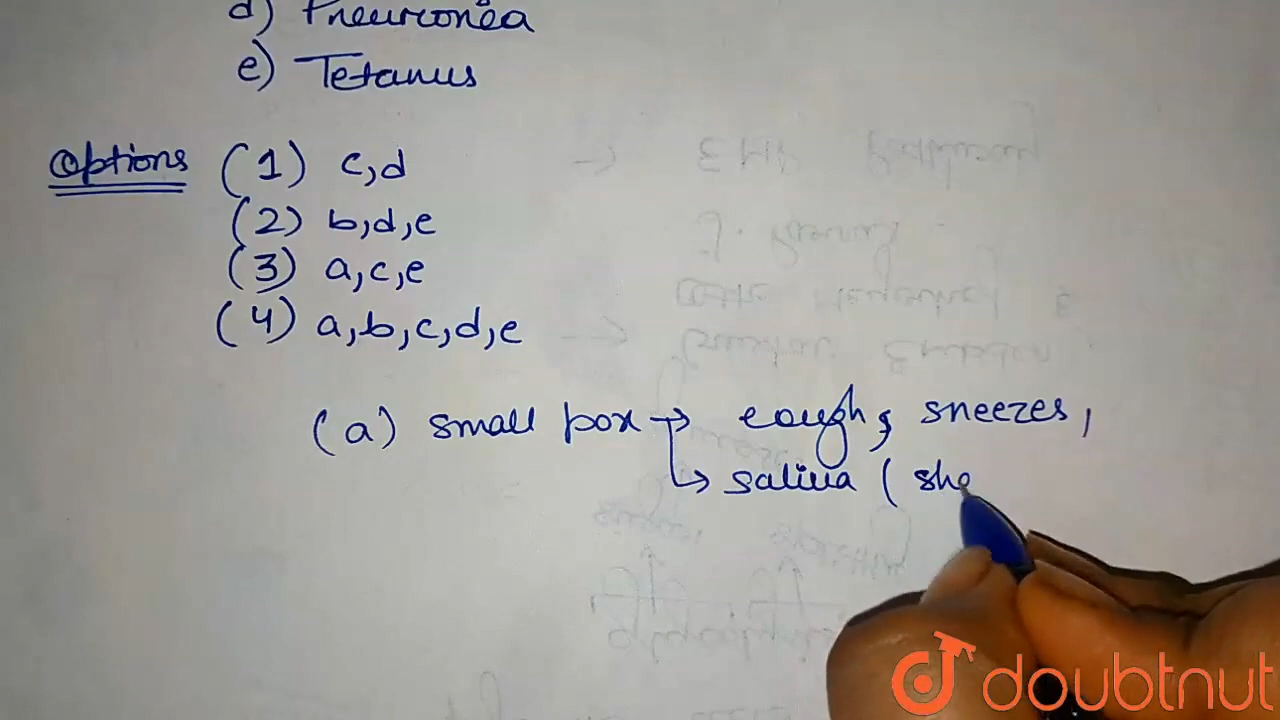 d) Pneumonea
e) Tetanus
Options (1) c,d
(2) b,d,e
(3) a,c,e
(4) a,b,c,d,e
(a) small pox → cough, sneezes,
↳ saliva ( she
doubtnut